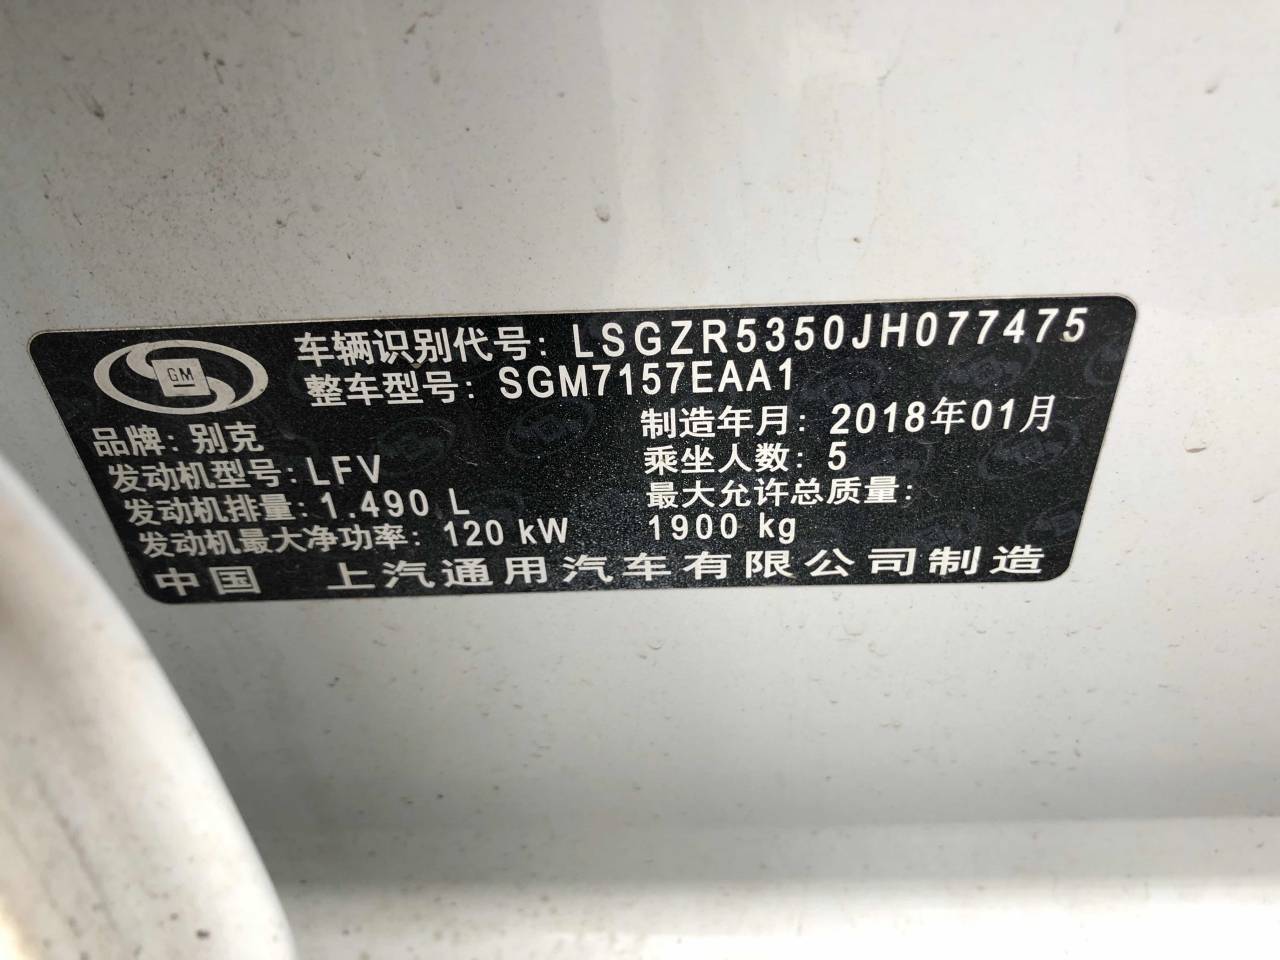 GM
车辆识别代号: LSGZR5350JH077475
整车型号: SGM7157EAA1
品牌: 别克
制造年月: 2018年01月
发动机型号: LFV
乘坐人数: 5
发动机排量: 1.490 L
最大允许总质量:
发动机最大净功率: 120 kW
1900 kg
中国 上汽通用汽车有限公司制造